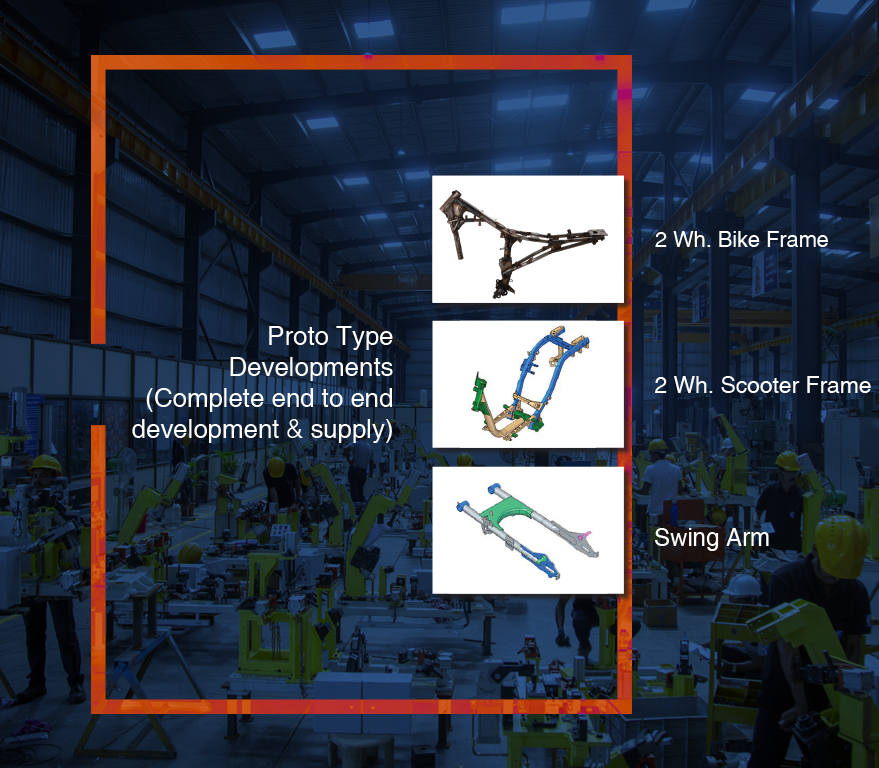 Proto Type
Developments
(Complete end to end
development & supply)
2 Wh. Bike Frame
2 Wh. Scooter Frame
Swing Arm